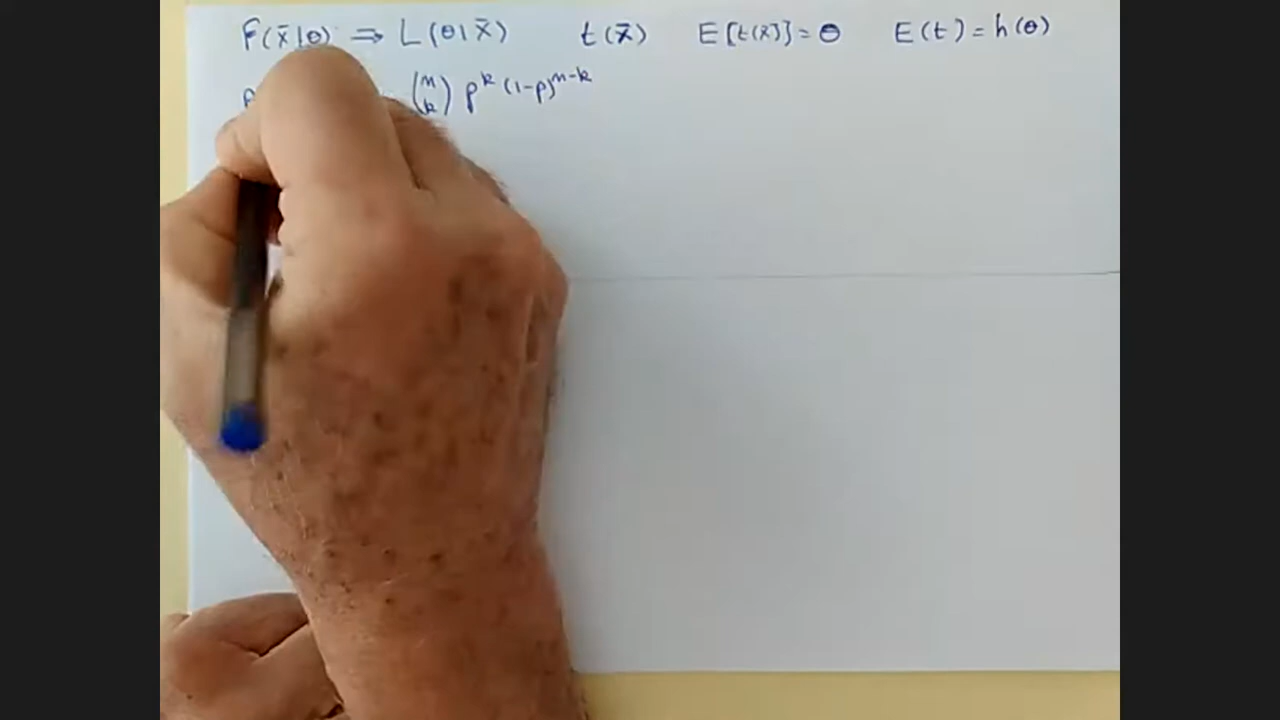 F(x̄|θ) ⇒ L(θ|x̄) t(x̄) E[t(x̄)] = θ E(t) = h(θ)
(n k) p^k (1-p)^{n-k}